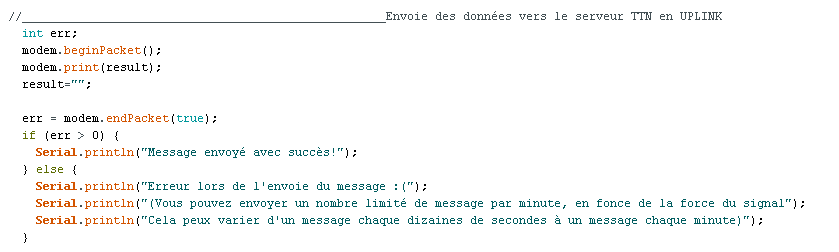 //____________________________________________________Envoie des données vers le serveur TTN en UPLINK
int err;
modem.beginPacket();
modem.print(result);
result="";
err = modem.endPacket(true);
if (err > 0) {
Serial.println("Message envoyé avec succès!");
} else {
Serial.println("Erreur lors de l'envoie du message :(");
Serial.println("(Vous pouvez envoyer un nombre limité de message par minute, en fonce de la force du signal");
Serial.println("Cela peux varier d'un message chaque dizaines de secondes à un message chaque minute)");
}